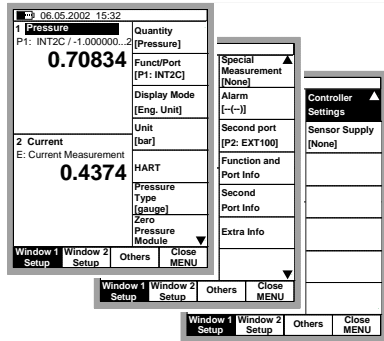 06.05.2002 15:32
1 Pressure
P1: INT2C / -1.000000...2
0.70834
2 Current
E: Current Measurement
0.4374
Quantity
[Pressure]
Funct/Port
[P1: INT2C]
Display Mode
[Eng. Unit]
Unit
[bar]
HART
Pressure
Type
[gauge]
Zero
Pressure
Module
Window 1
Setup
Window 2
Setup
Others
Close
MENU
Special
Measurement
[None]
Alarm
[--(--)]
Second port
[P2: EXT100]
Function and
Port Info
Second
Port Info
Extra Info
Window 1
Setup
Window 2
Setup
Others
Close
MENU
Controller
Settings
Sensor Supply
[None]
Window 1
Setup
Window 2
Setup
Others
Close
MENU